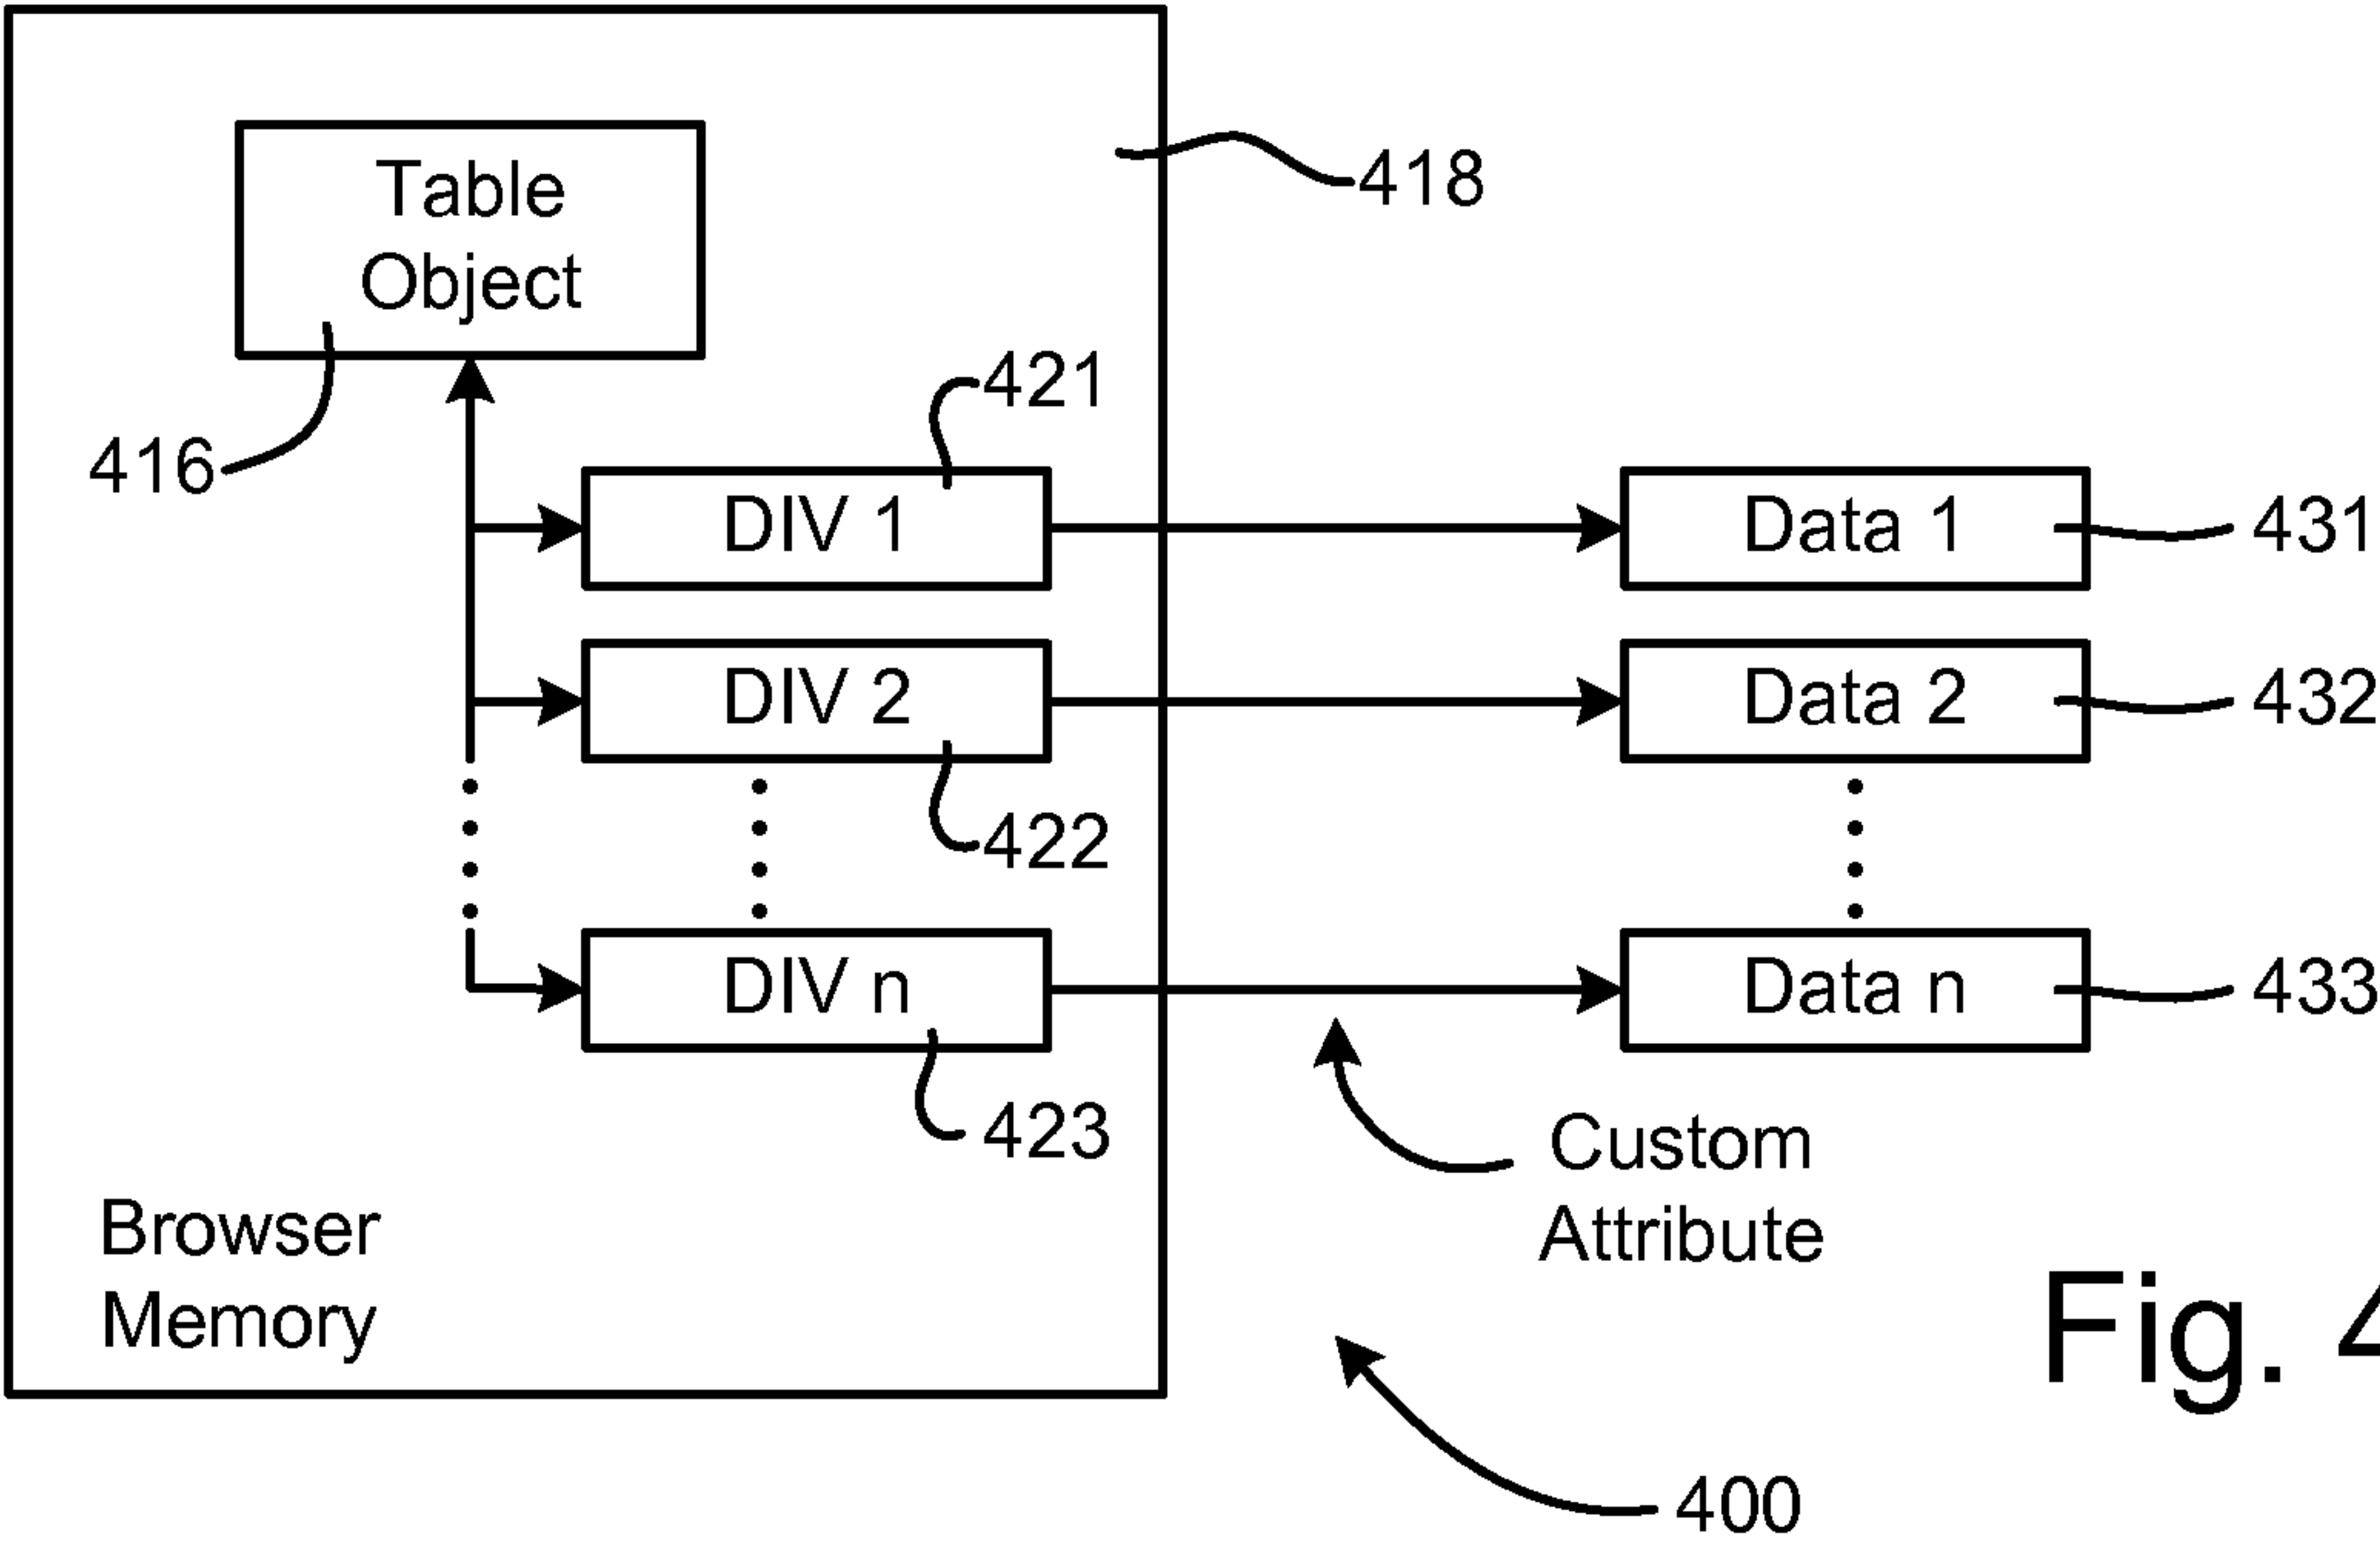 Table
Object
418
416
421
DIV 1
Data 1
431
DIV 2
Data 2
432
422
DIV n
Data n
433
423
Custom
Attribute
Browser
Memory
Fig. 4
400